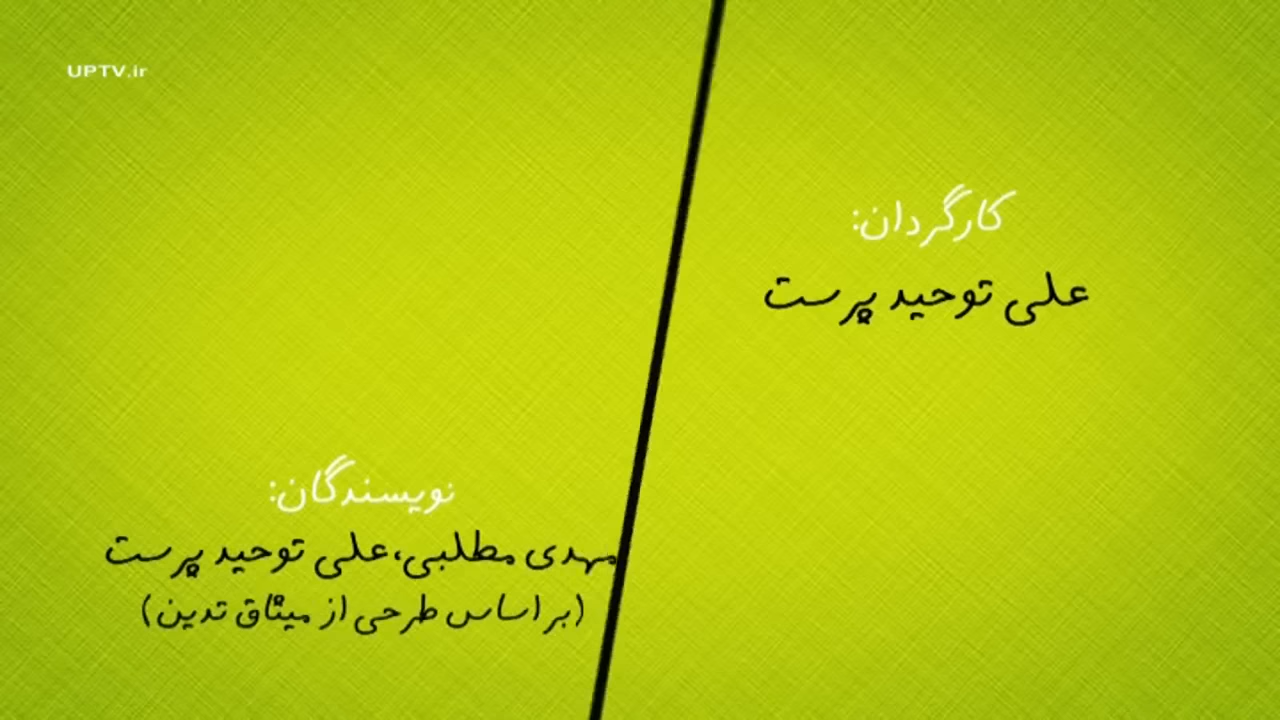 UPTV.ir
کارگردان:
علی توحید پرست
نویسندگان:
مهدی مطلبی،علی توحید پرست
(بر اساس طرحی از میثاق تدین)